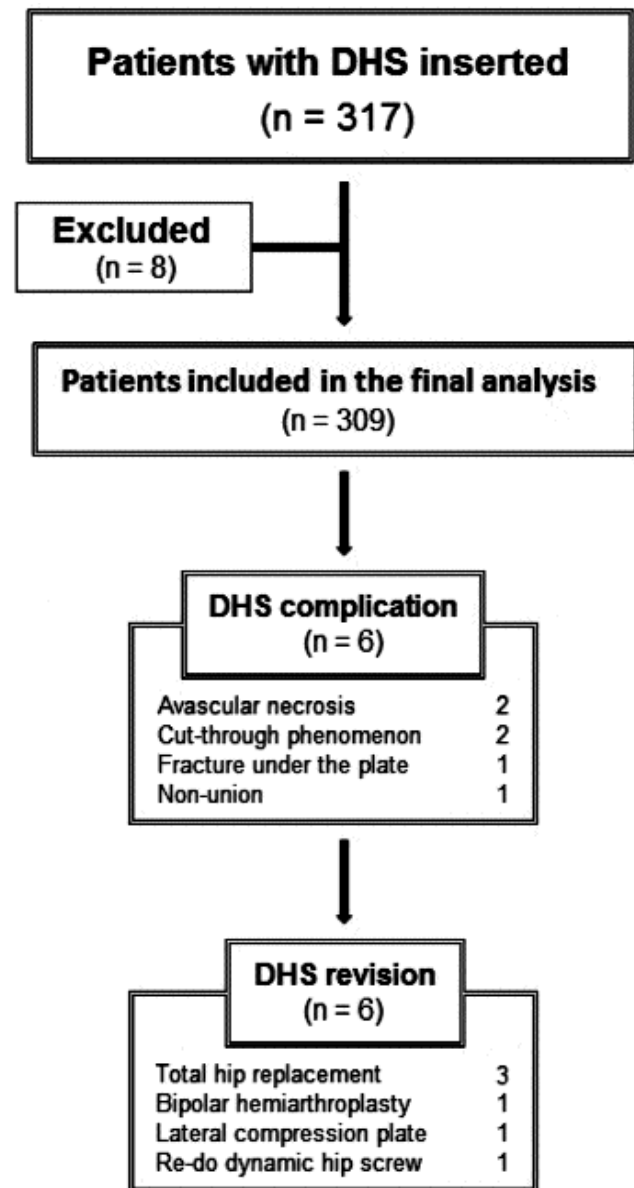 Patients with DHS inserted
(n = 317)
Excluded
(n = 8)
Patients included in the final analysis
(n = 309)
DHS complication
(n = 6)
Avascular necrosis 2
Cut-through phenomenon 2
Fracture under the plate 1
Non-union 1
DHS revision
(n = 6)
Total hip replacement 3
Bipolar hemiarthroplasty 1
Lateral compression plate 1
Re-do dynamic hip screw 1